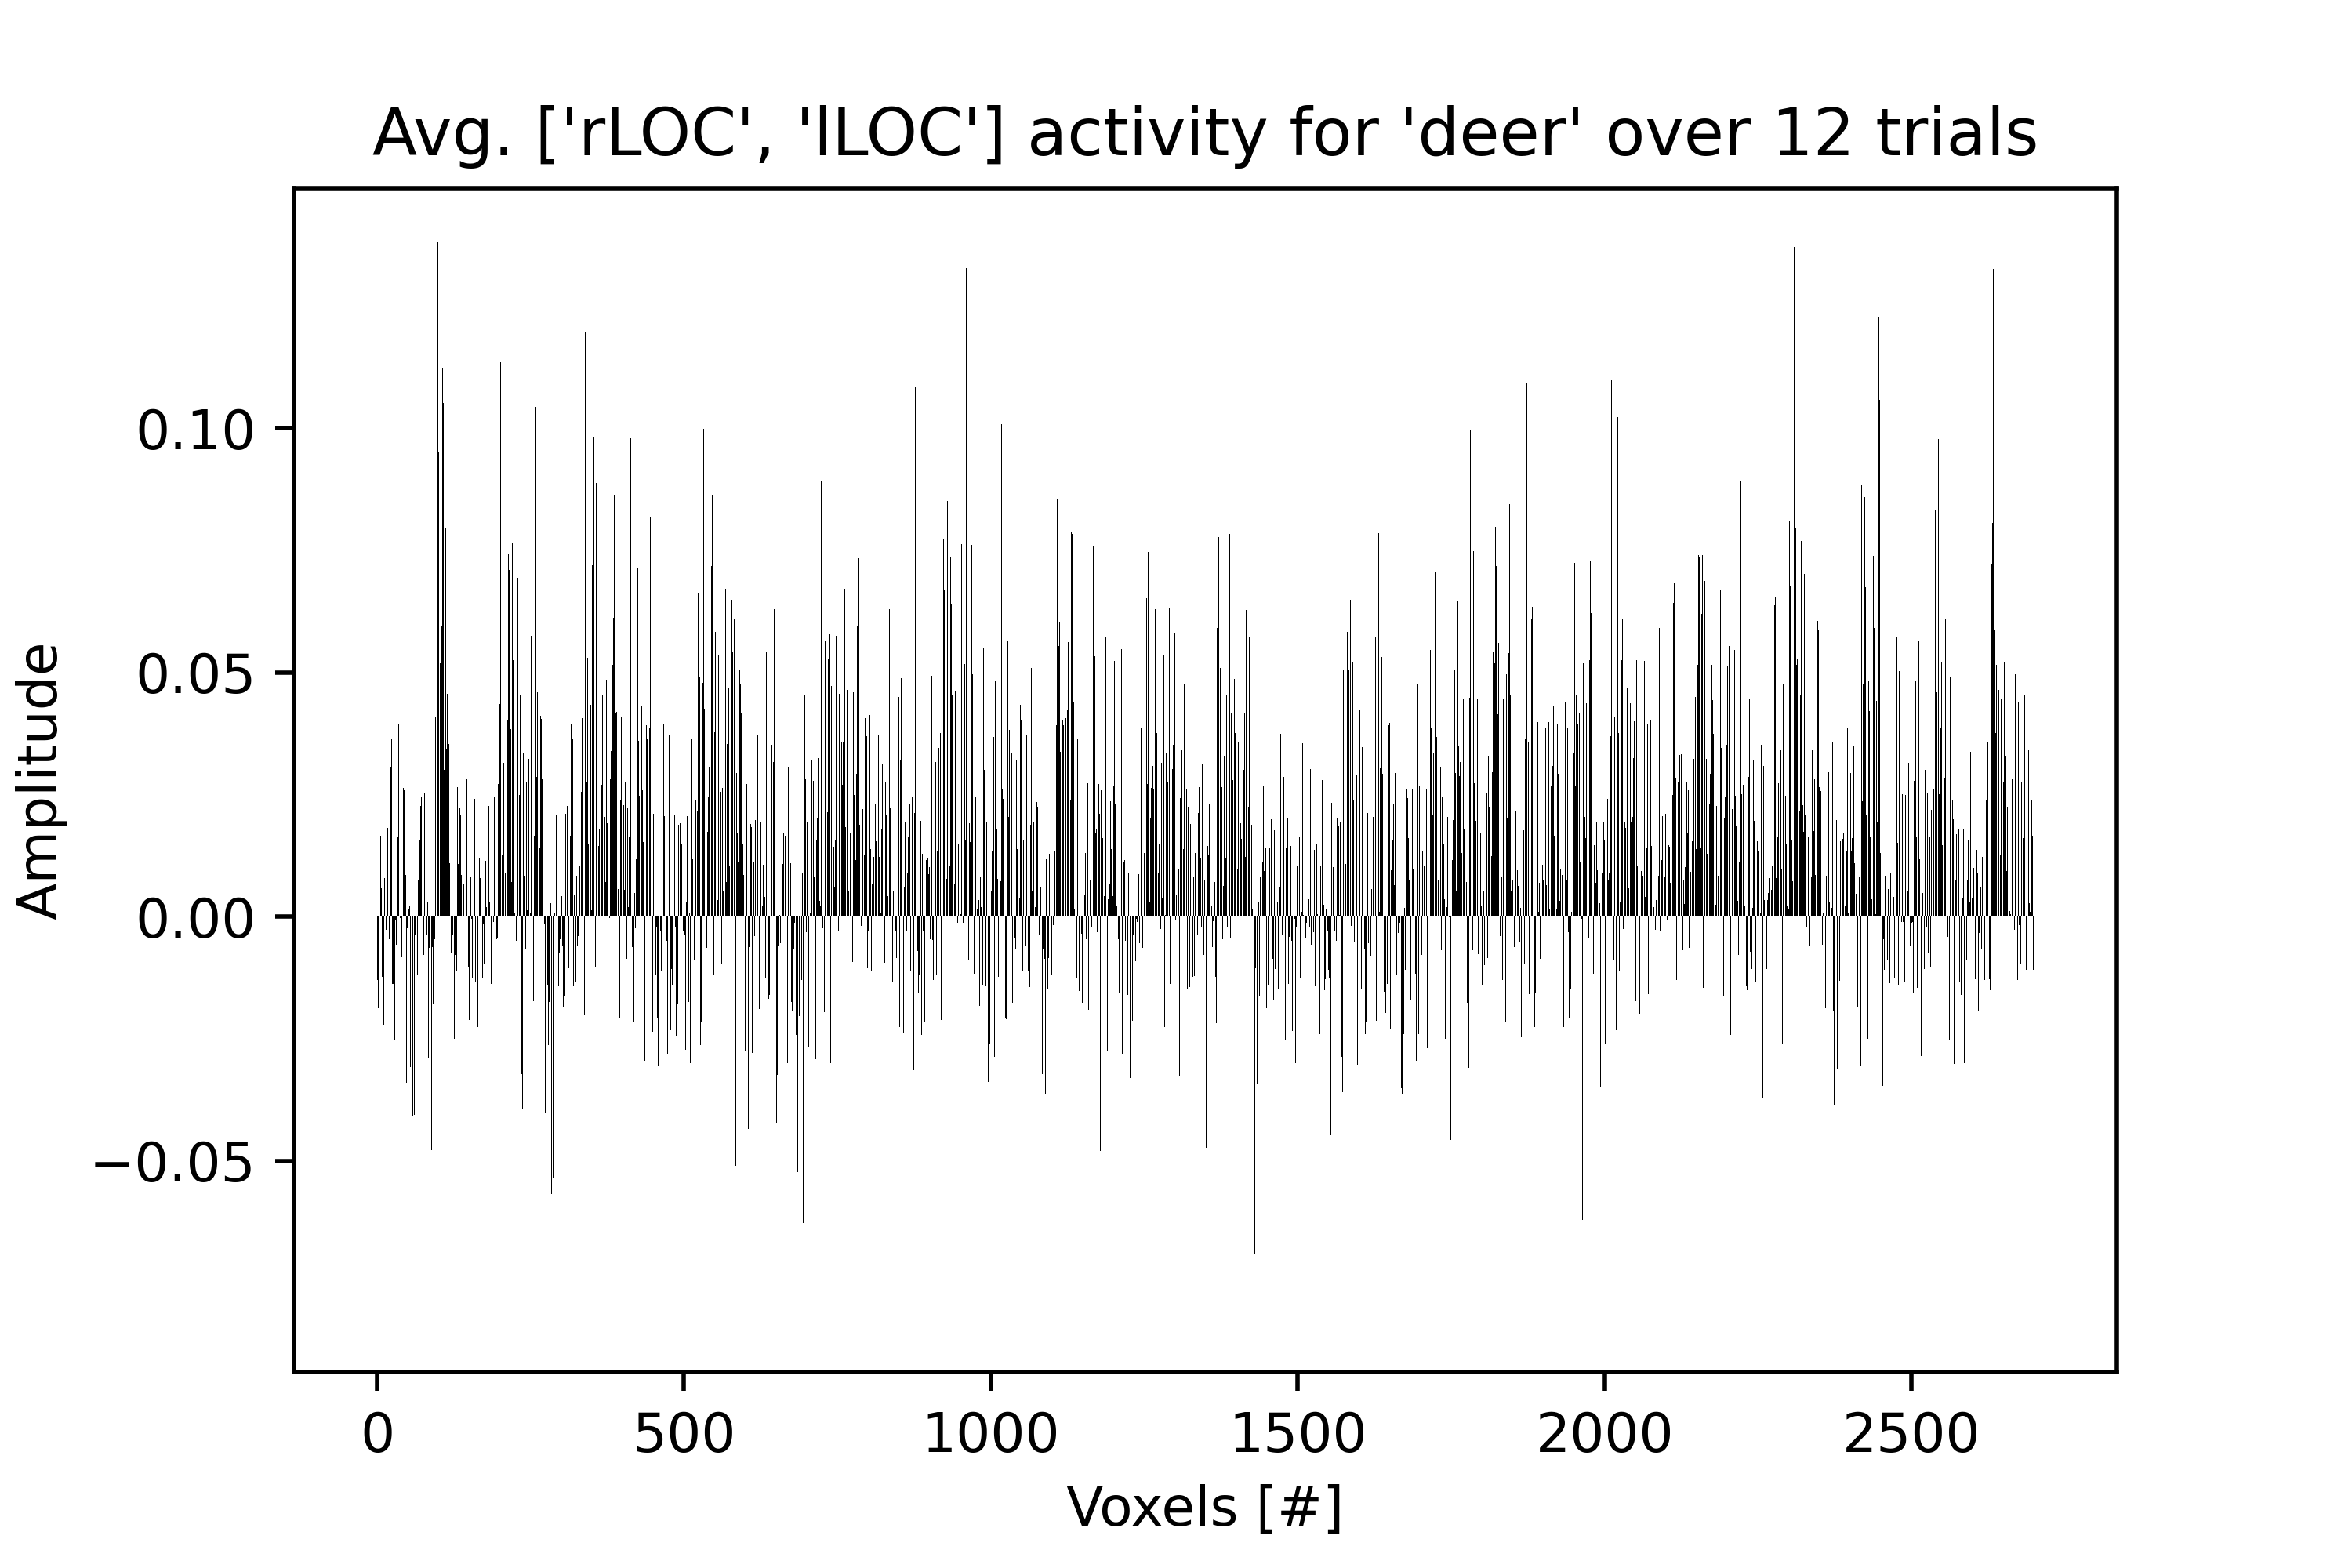 Avg. ['rLOC', 'lLOC'] activity for 'deer' over 12 trials
Amplitude
0.10
0.05
0.00
−0.05
0 500 1000 1500 2000 2500
Voxels [#]